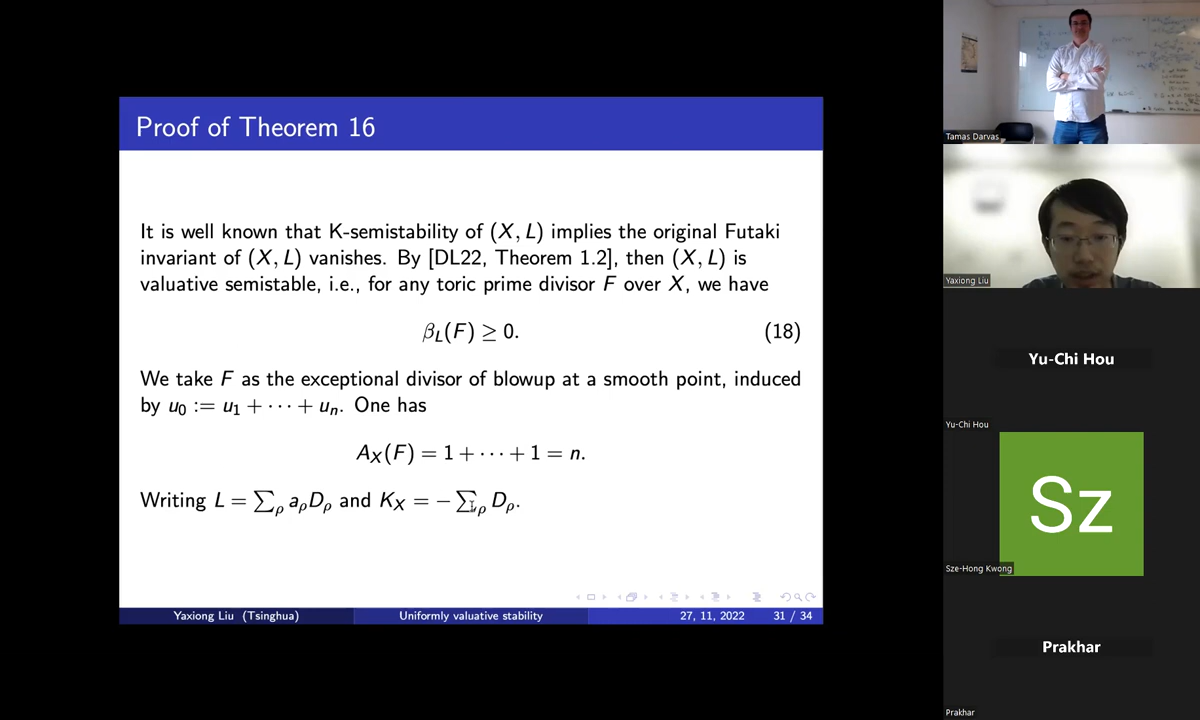 Proof of Theorem 16
It is well known that K-semistability of (X, L) implies the original Futaki
invariant of (X, L) vanishes. By [DL22, Theorem 1.2], then (X, L) is
valuative semistable, i.e., for any toric prime divisor F over X, we have
β_L(F) ≥ 0. (18)
We take F as the exceptional divisor of blowup at a smooth point, induced
by u₀ := u₁ + ··· + uₙ. One has
A_X(F) = 1 + ··· + 1 = n.
Writing L = ∑_ρ a_ρ D_ρ and K_X = − ∑_ρ D_ρ.
Yaxiong Liu (Tsinghua) Uniformly valuative stability 27, 11, 2022 31 / 34
Tamas Darvas
Yaxiong Liu
Yu-Chi Hou
Yu-Chi Hou
Sz
Sze-Hong Kwong
Prakhar
Prakhar